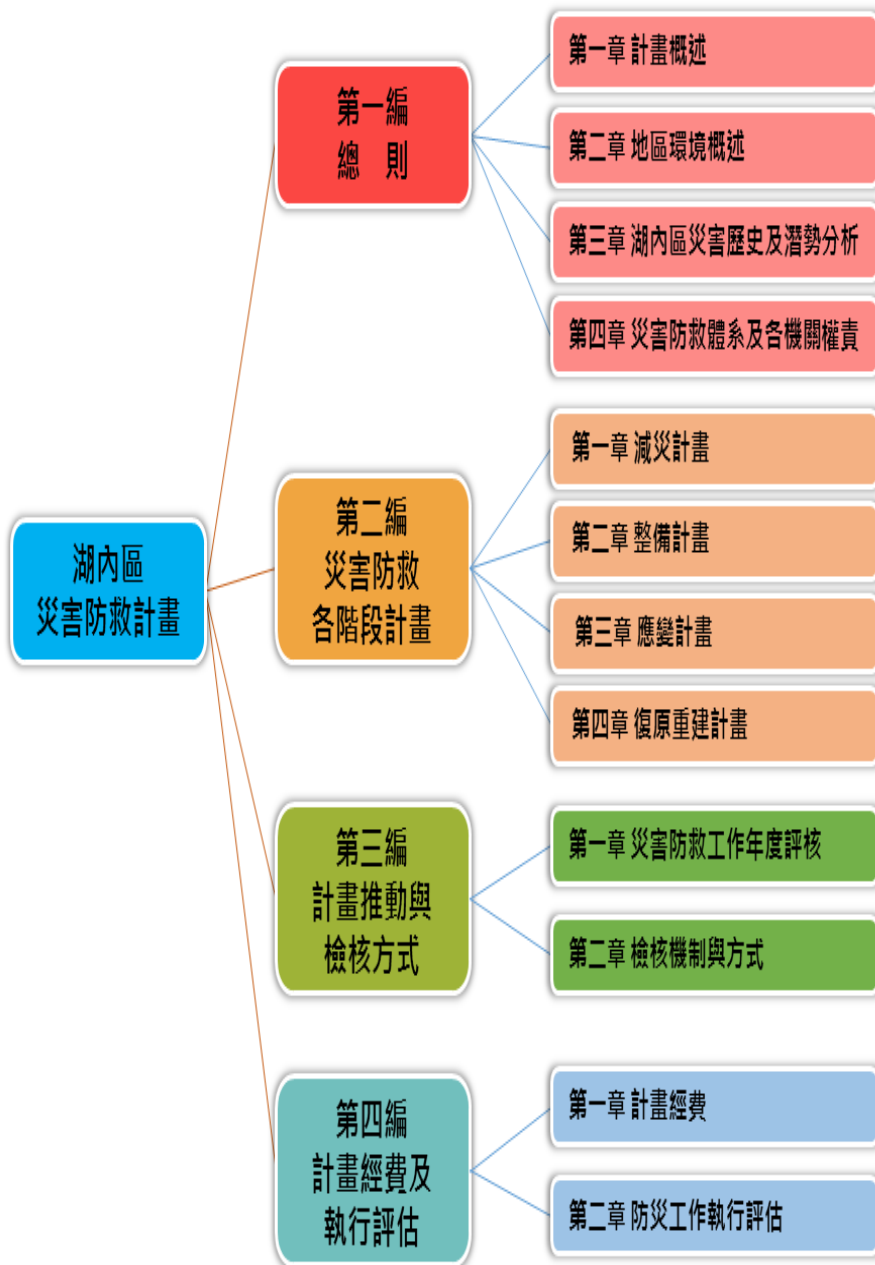 湖內區
災害防救計畫
第一編
總　則
第一章 計畫概述
第二章 地區環境概述
第三章 湖內區災害歷史及潛勢分析
第四章 災害防救體系及各機關權責
第二編
災害防救
各階段計畫
第一章 減災計畫
第二章 整備計畫
第三章 應變計畫
第四章 復原重建計畫
第三編
計畫推動與
檢核方式
第一章 災害防救工作年度評核
第二章 檢核機制與方式
第四編
計畫經費及
執行評估
第一章 計畫經費
第二章 防災工作執行評估